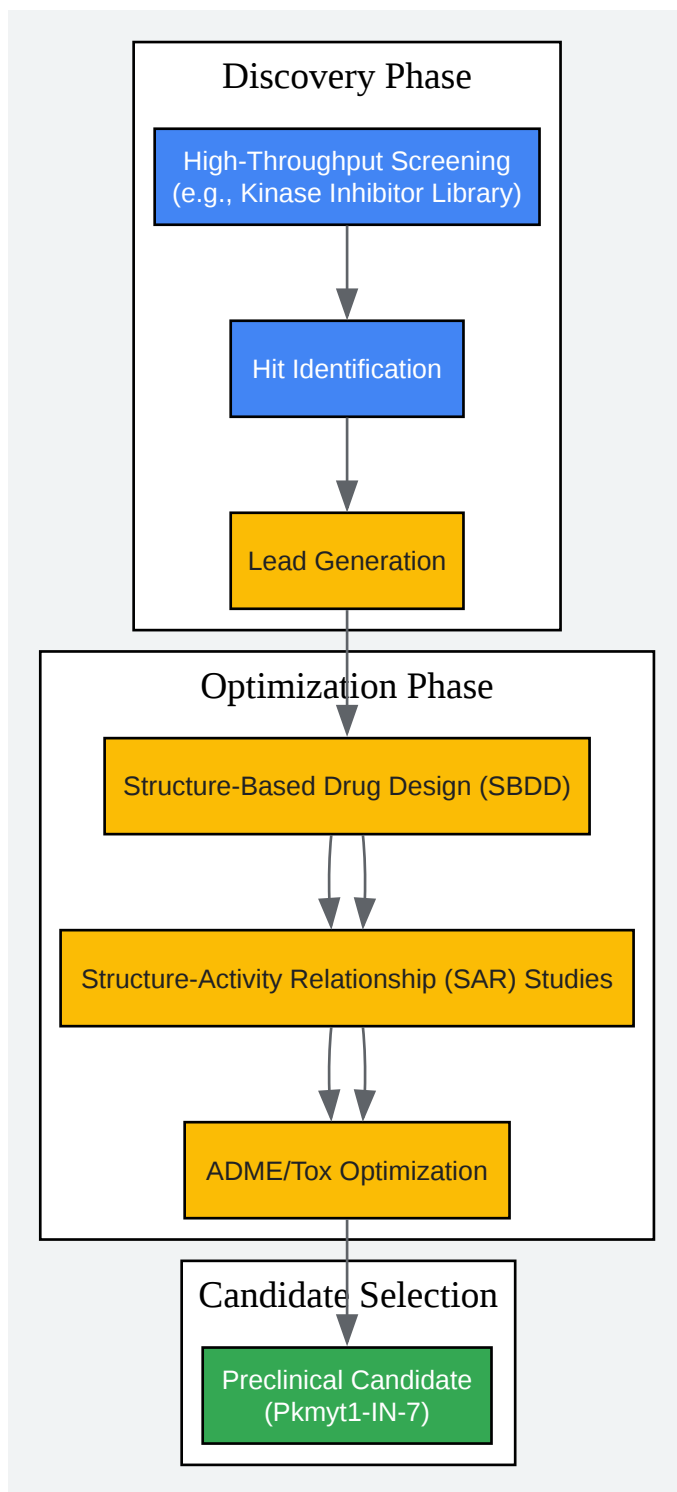 Discovery Phase
High-Throughput Screening
(e.g., Kinase Inhibitor Library)
Hit Identification
Lead Generation
Optimization Phase
Structure-Based Drug Design (SBDD)
Structure-Activity Relationship (SAR) Studies
ADME/Tox Optimization
Candidate Selection
Preclinical Candidate
(Pkmyt1-IN-7)